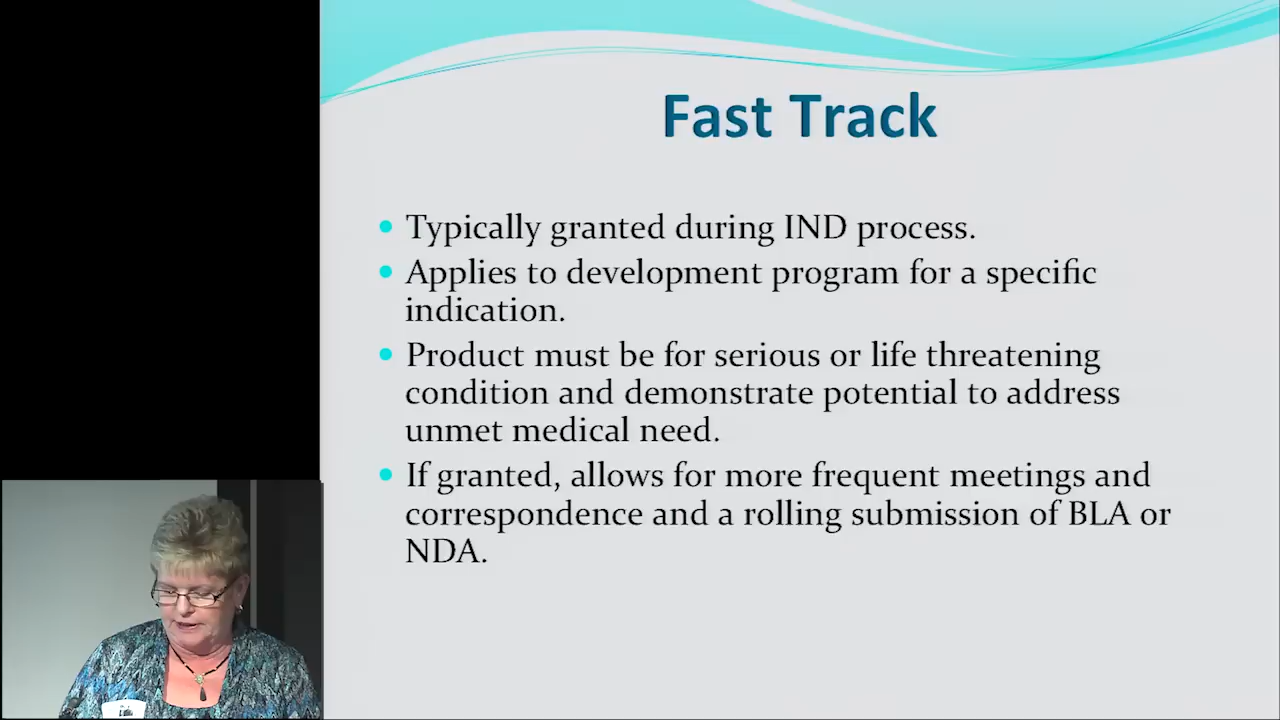 Fast Track
Typically granted during IND process.
Applies to development program for a specific
indication.
Product must be for serious or life threatening
condition and demonstrate potential to address
unmet medical need.
If granted, allows for more frequent meetings and
correspondence and a rolling submission of BLA or
NDA.